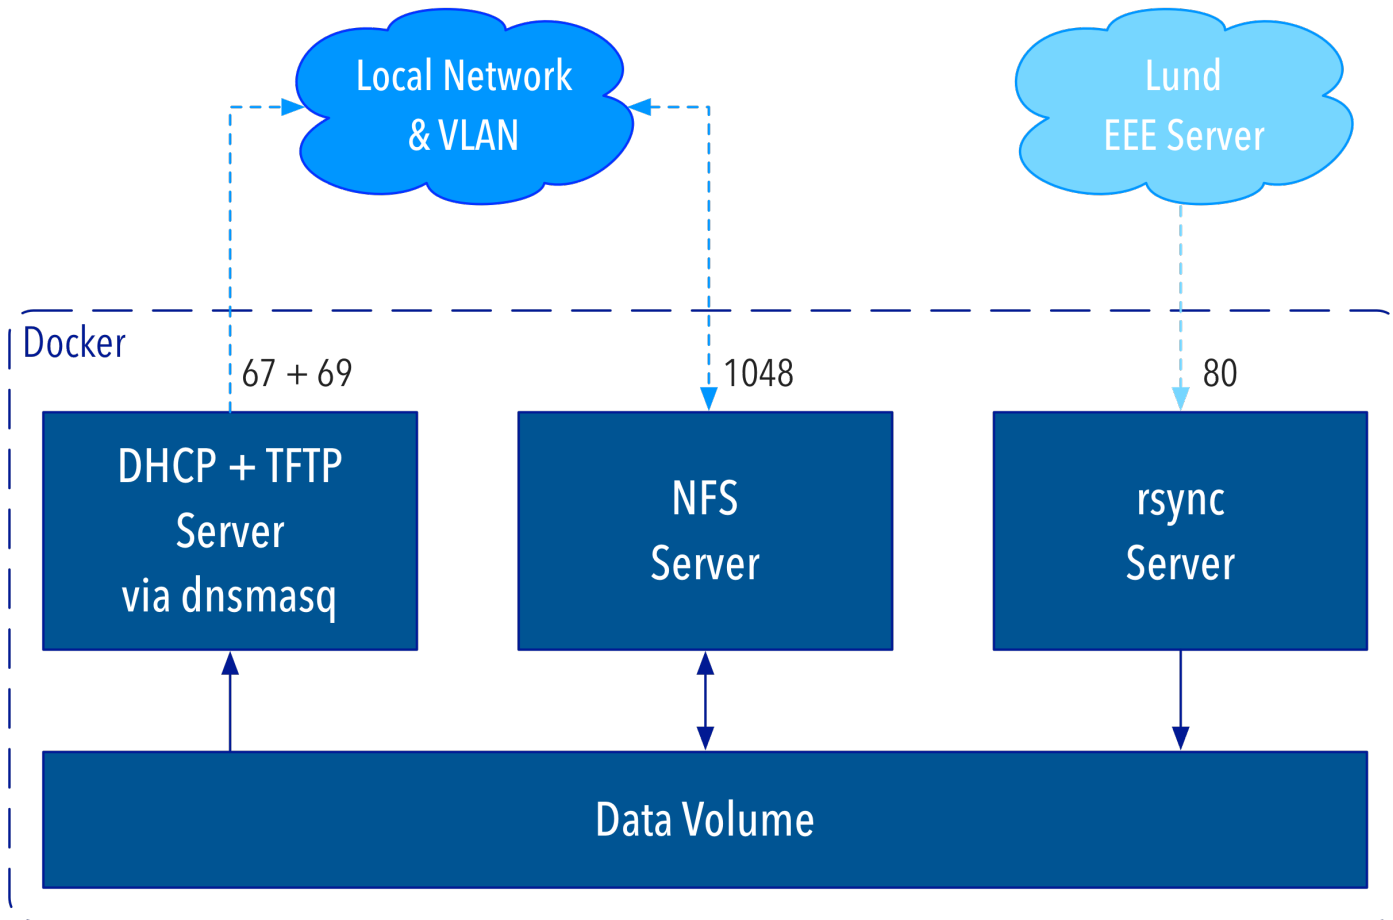 Local Network
& VLAN
Lund
EEE Server
Docker
67 + 69
1048
80
DHCP + TFTP
Server
via dnsmasq
NFS
Server
rsync
Server
Data Volume